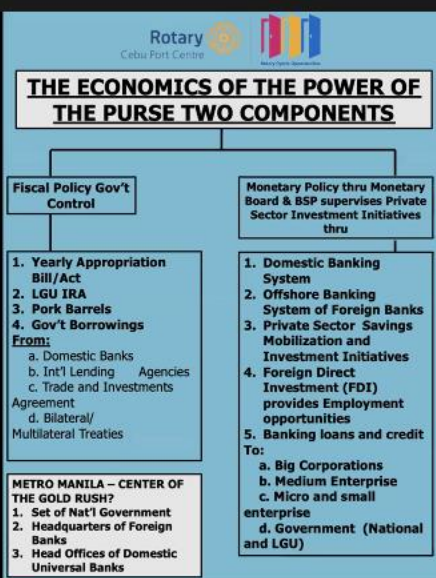 Rotary
Cebu Port Centre
THE ECONOMICS OF THE POWER OF
THE PURSE TWO COMPONENTS
Fiscal Policy Gov't
Control
1. Yearly Appropriation
Bill/Act
2. LGU IRA
3. Pork Barrels
4. Gov't Borrowings
From:
a. Domestic Banks
b. Int'l Lending Agencies
c. Trade and Investments
Agreement
d. Bilateral/
Multilateral Treaties
METRO MANILA – CENTER OF
THE GOLD RUSH?
1. Set of Nat'l Government
2. Headquarters of Foreign
Banks
3. Head Offices of Domestic
Universal Banks
Monetary Policy thru Monetary
Board & BSP supervises Private
Sector Investment Initiatives
thru
1. Domestic Banking
System
2. Offshore Banking
System of Foreign Banks
3. Private Sector Savings
Mobilization and
Investment Initiatives
4. Foreign Direct
Investment (FDI)
provides Employment
opportunities
5. Banking loans and credit
To:
a. Big Corporations
b. Medium Enterprise
c. Micro and small
enterprise
d. Government (National
and LGU)